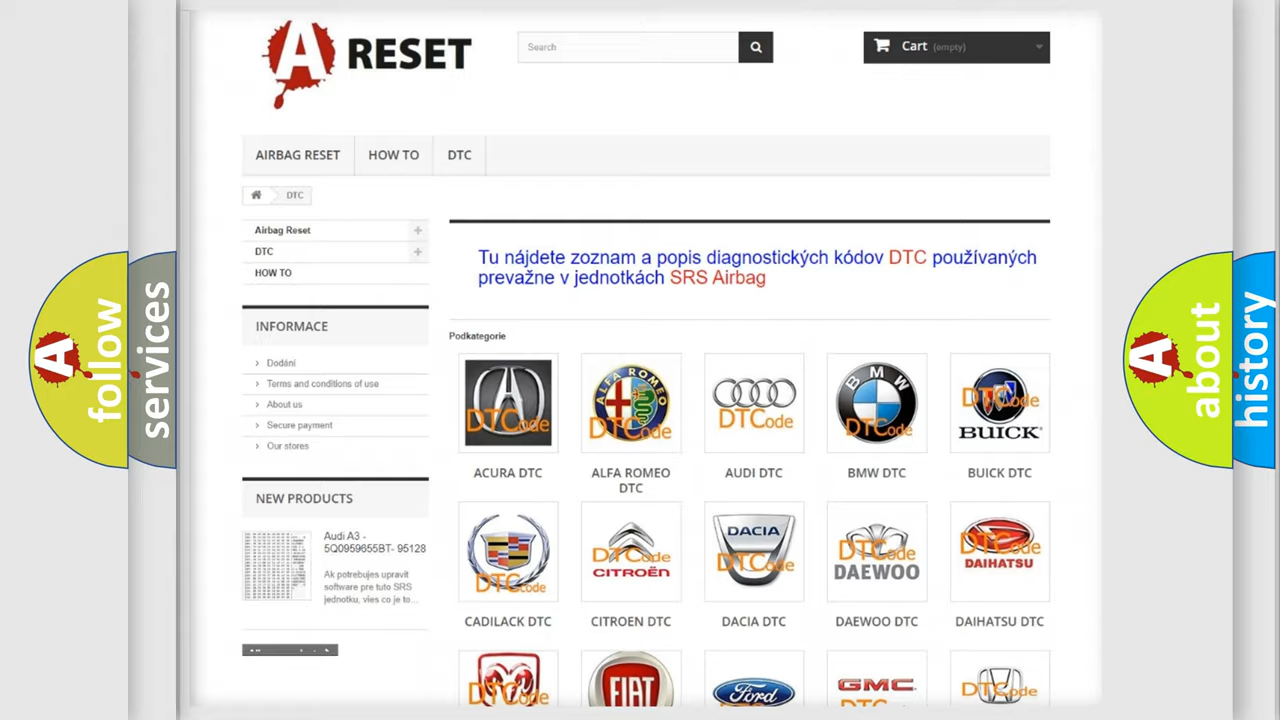 A RESET
Search
Cart (empty)
AIRBAG RESET
HOW TO
DTC
DTC
Airbag Reset
DTC
HOW TO
INFORMACE
Dodání
Terms and conditions of use
About us
Secure payment
Our stores
NEW PRODUCTS
Audi A3 -
5Q0959655BT- 95128
Ak potrebujes upravit
software pre tuto SRS
jednotku, vies co je to...
Tu nájdete zoznam a popis diagnostických kódov DTC používaných
prevažne v jednotkách SRS Airbag
Podkategorie
DTCode
ALFA ROMEO
DTCode
DTCode
BMW
DTCode
DTCode
BUICK
ACURA DTC
ALFA ROMEO
DTC
AUDI DTC
BMW DTC
BUICK DTC
DTCode
DTCode
CITROËN
DACIA
DTCode
DTCode
DAEWOO
DTCode
DAIHATSU
CADILACK DTC
CITROEN DTC
DACIA DTC
DAEWOO DTC
DAIHATSU DTC
DTCode
FIAT
Ford
GMC
DTCode
A follow
services
A about
history